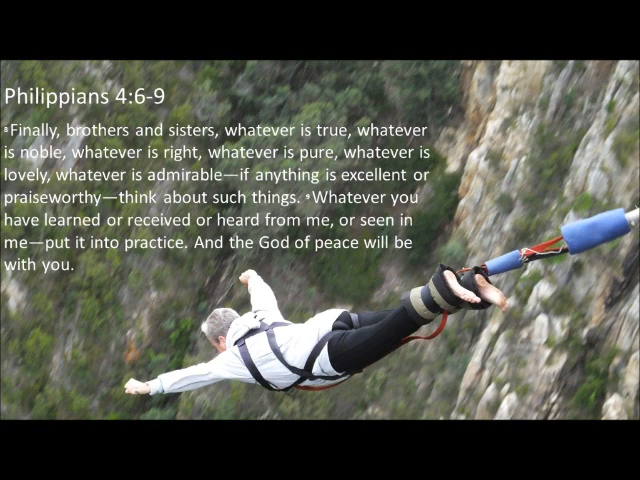 Philippians 4:6-9
⁸Finally, brothers and sisters, whatever is true, whatever
is noble, whatever is right, whatever is pure, whatever is
lovely, whatever is admirable—if anything is excellent or
praiseworthy—think about such things. ⁹Whatever you
have learned or received or heard from me, or seen in
me—put it into practice. And the God of peace will be
with you.